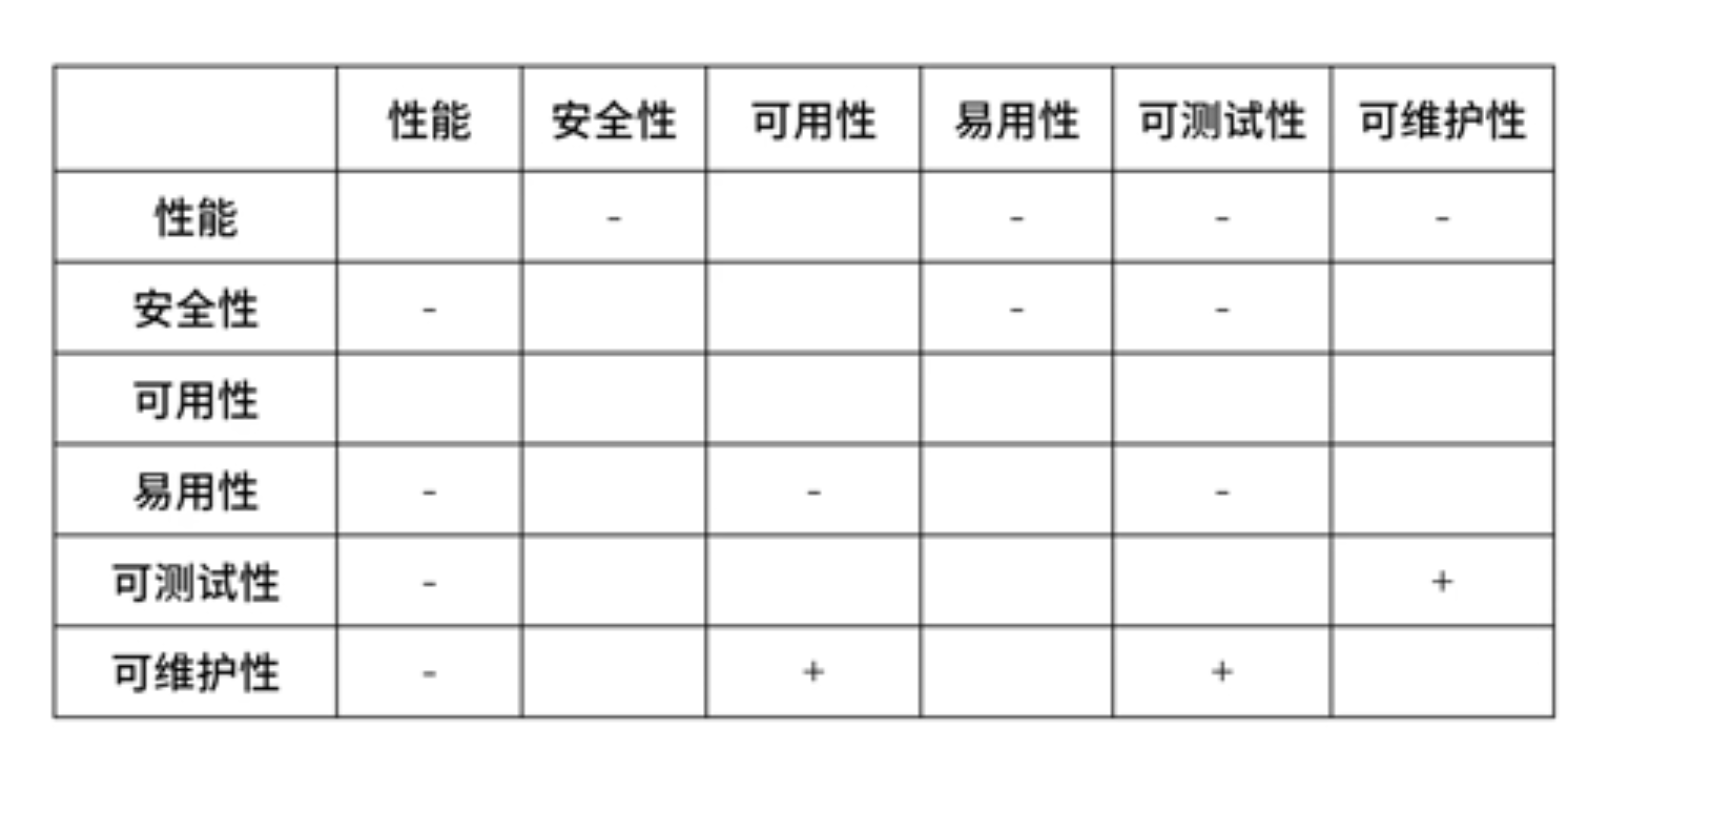 性能 安全性 可用性 易用性 可测试性 可维护性
性能 - - - -
安全性 - - -
可用性
易用性 - - -
可测试性 - +
可维护性 - + +